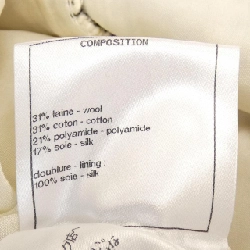 COMPOSITION
31% laine - wool
31% coton - cotton
21% polyamide - polyamide
17% soie - silk
doublure - lining :
100% soie - silk